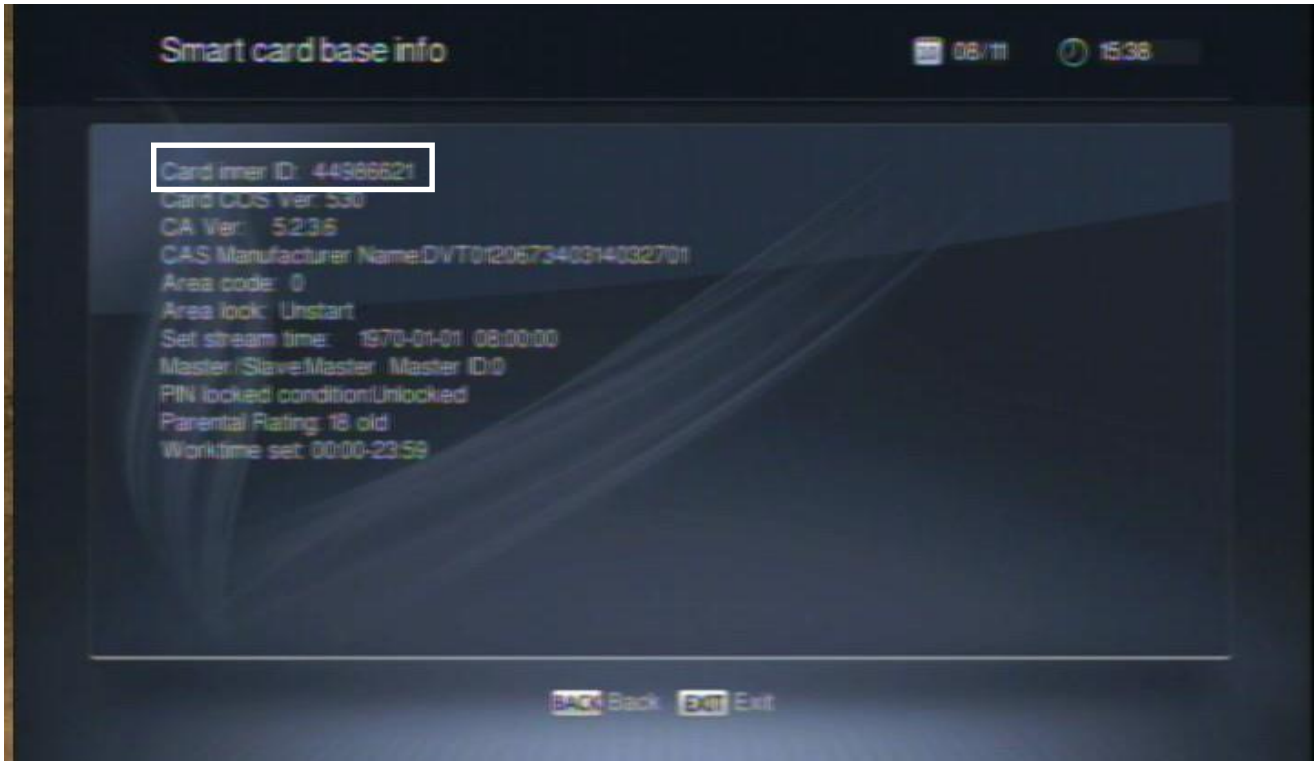 Smart card base info
08/11
15:38
Card inner ID: 44986621
Card COS Ver: 530
CA Ver: 5.2.3.6
CAS Manufacturer Name:DVT012067340314032701
Area code: 0
Area lock: Unstart
Set stream time: 1970-01-01 08:00:00
Master/Slave:Master Master ID:0
PIN locked condition:Unlocked
Parental Rating: 18 old
Worktime set: 00:00-23:59
BACK Back EXIT Exit